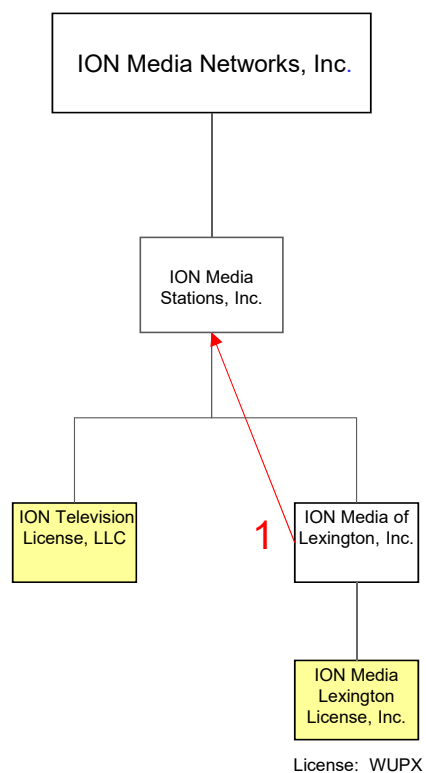 ION Media Networks, Inc.
ION Media
Stations, Inc.
ION Television
License, LLC
1
ION Media of
Lexington, Inc.
ION Media
Lexington
License, Inc.
License: WUPX